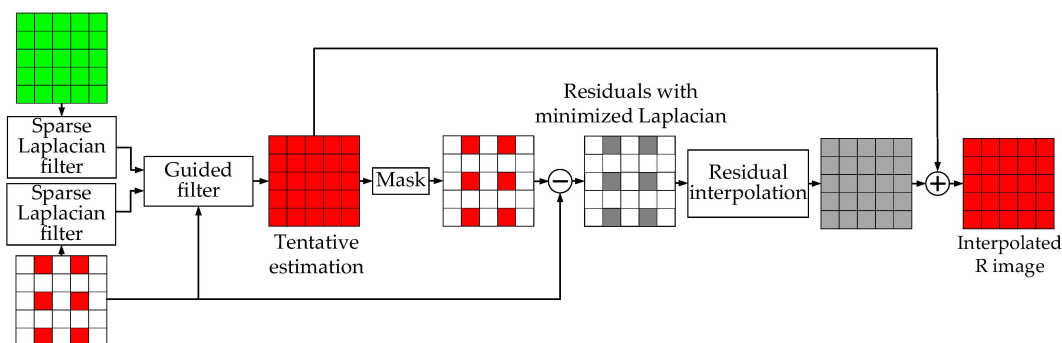 Sparse
Laplacian
filter
Sparse
Laplacian
filter
Guided
filter
Tentative
estimation
Mask
Residuals with
minimized Laplacian
Residual
interpolation
Interpolated
R image